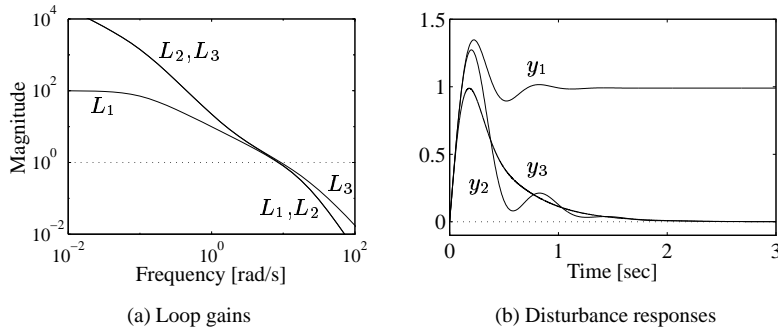 10^4
10^2
10^0
10^-2
Magnitude
L_2, L_3
L_1
L_3
L_1, L_2
10^-2
10^0
10^2
Frequency [rad/s]
(a) Loop gains
1.5
1
0.5
0
y_1
y_3
y_2
0
1
2
3
Time [sec]
(b) Disturbance responses